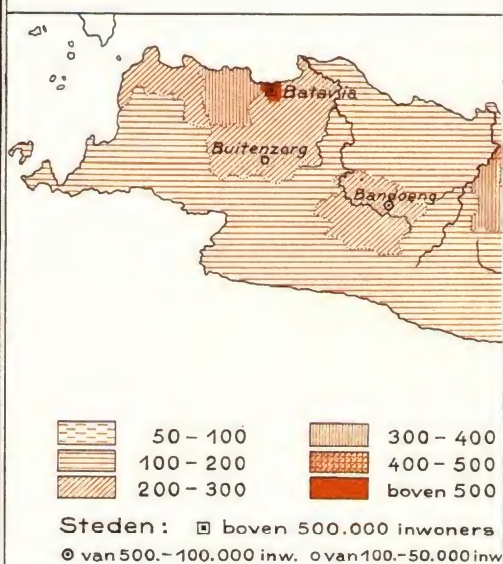 Batavia
Buitenzorg
Bandoeng
50 - 100
100 - 200
200 - 300
300 - 400
400 - 500
boven 500
Steden: ▣ boven 500.000 inwoners
⊙ van 500.-100.000 inw. o van 100.-50.000 inw